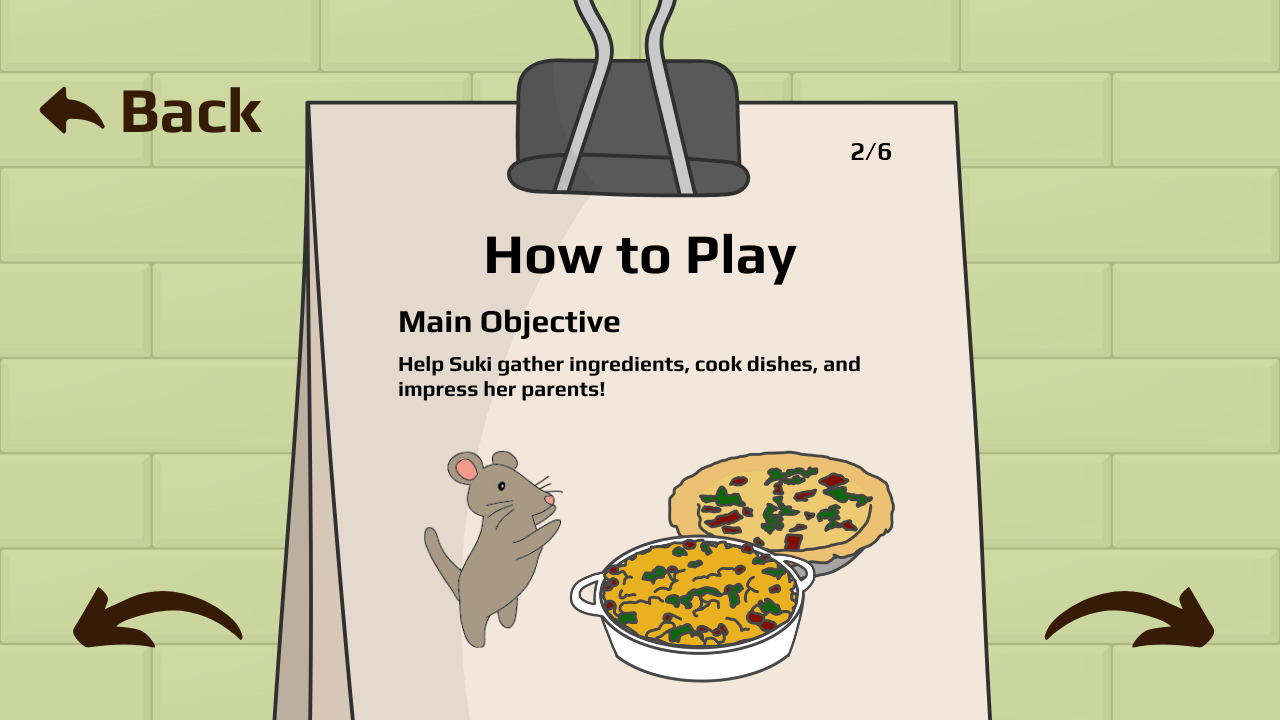 Back
2/6
How to Play
Main Objective
Help Suki gather ingredients, cook dishes, and
impress her parents!